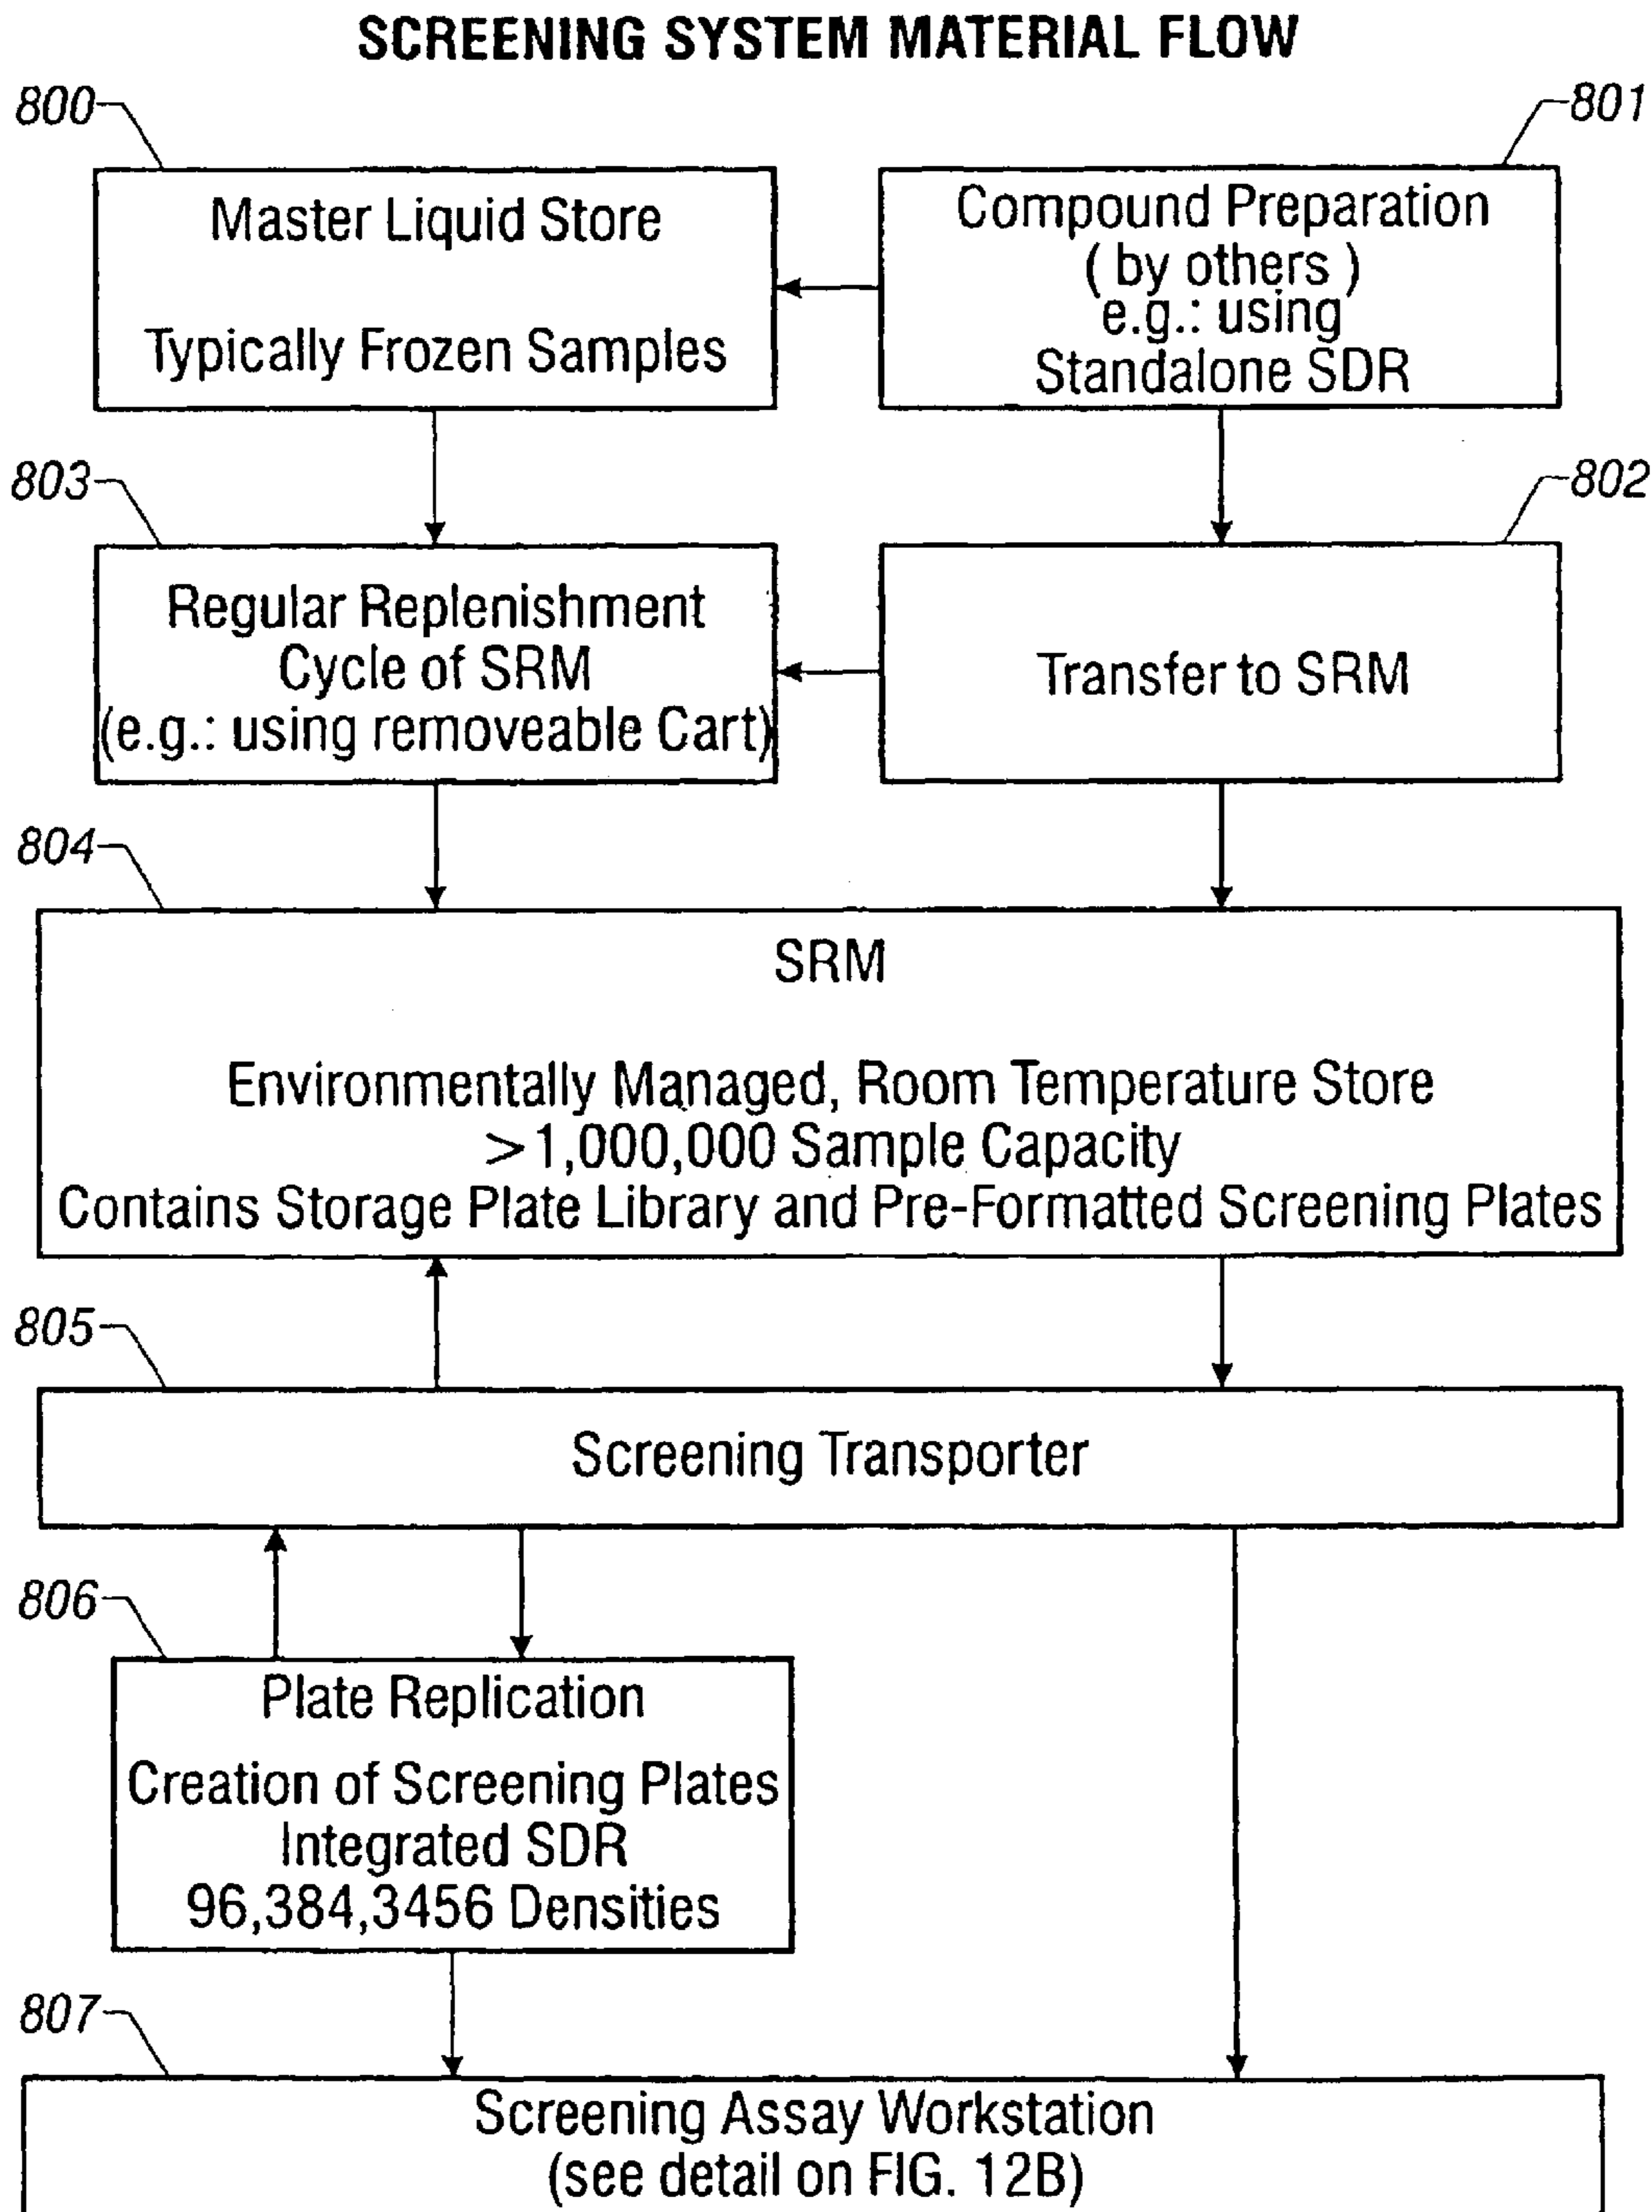 SCREENING SYSTEM MATERIAL FLOW
800
801
Master Liquid Store
Typically Frozen Samples
Compound Preparation
( by others )
e.g.: using
Standalone SDR
803
802
Regular Replenishment
Cycle of SRM
(e.g.: using removeable Cart)
Transfer to SRM
804
SRM
Environmentally Managed, Room Temperature Store
>1,000,000 Sample Capacity
Contains Storage Plate Library and Pre-Formatted Screening Plates
805
Screening Transporter
806
Plate Replication
Creation of Screening Plates
Integrated SDR
96,384,3456 Densities
807
Screening Assay Workstation
(see detail on FIG. 12B)